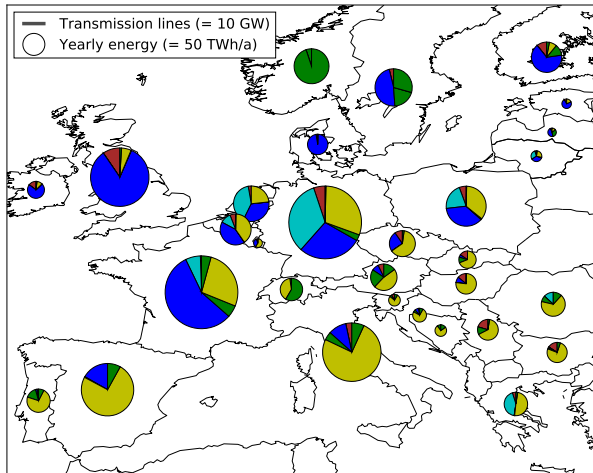 Transmission lines (= 10 GW)
Yearly energy (= 50 TWh/a)